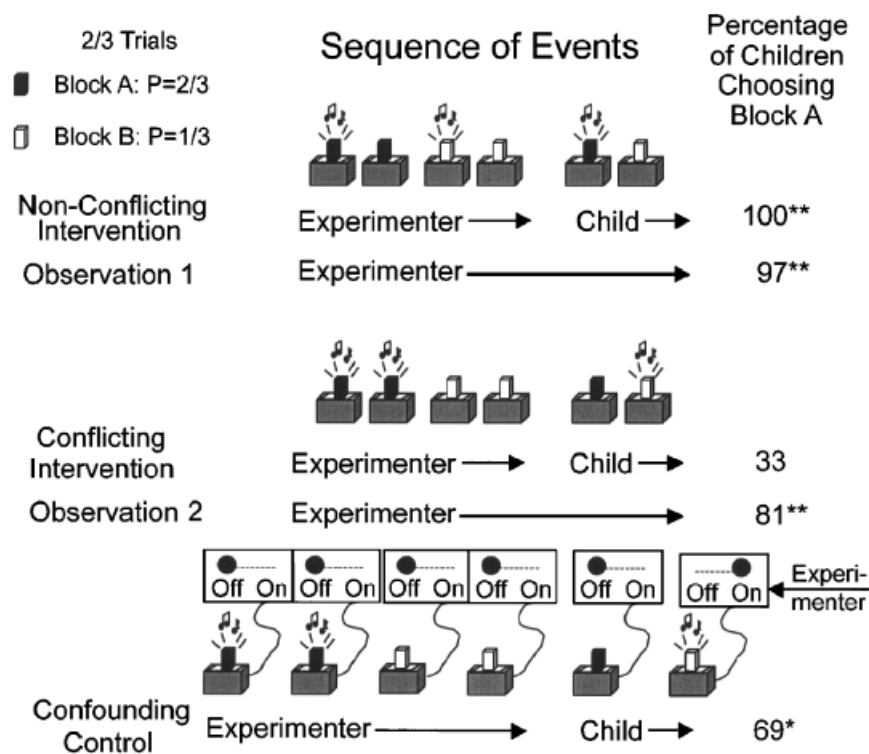 2/3 Trials
Block A: P=2/3
Block B: P=1/3
Sequence of Events
Percentage
of Children
Choosing
Block A
Non-Conflicting
Intervention
Experimenter
Child
100**
Observation 1
Experimenter
97**
Conflicting
Intervention
Experimenter
Child
33
Observation 2
Experimenter
81**
Off On
Off On
Off On
Off On
Off On
Off On
Experi-
menter
Confounding
Control
Experimenter
Child
69*